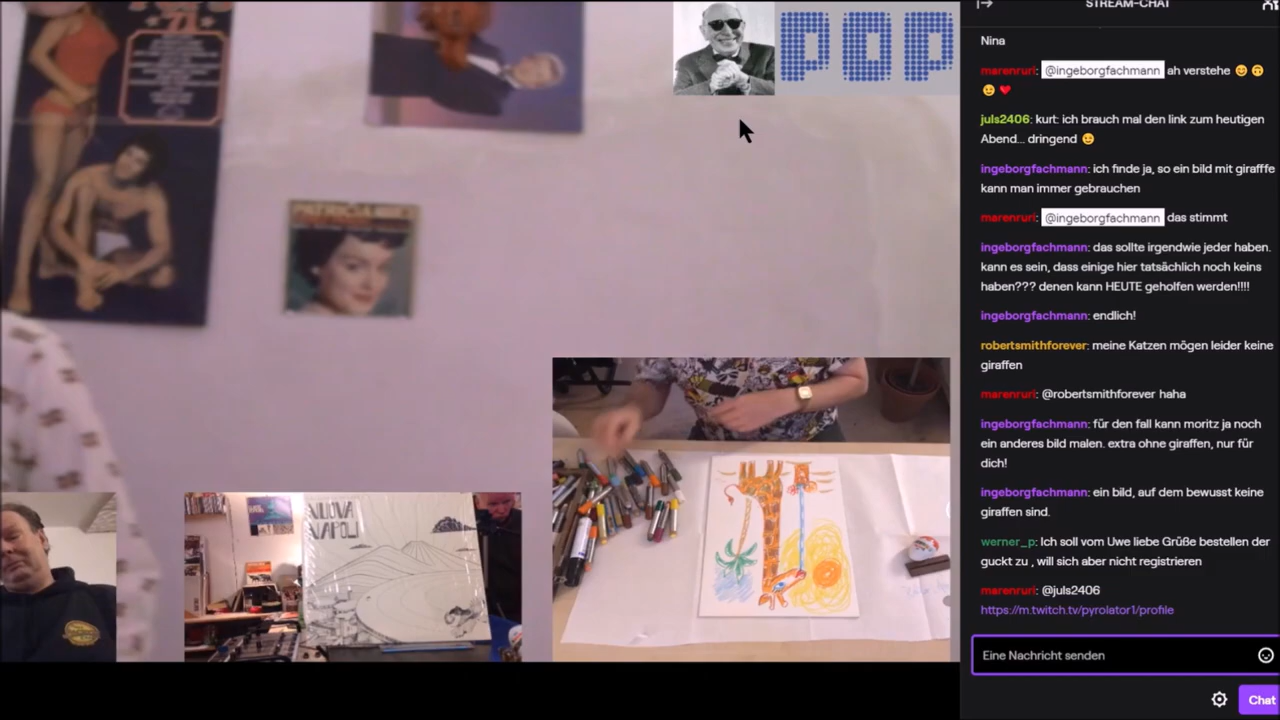 POP
NUOVA
NAPOLI
STREAM-CHAT
Nina
marenruri: @ingeborgfachmann ah verstehe 😊 🙃
😉 ❤️
juls2406: kurt: ich brauch mal den link zum heutigen
Abend... dringend 😉
ingeborgfachmann: ich finde ja, so ein bild mit girafffe
kann man immer gebrauchen
marenruri: @ingeborgfachmann das stimmt
ingeborgfachmann: das sollte irgendwie jeder haben.
kann es sein, dass einige hier tatsächlich noch keins
haben??? denen kann HEUTE geholfen werden!!!!
ingeborgfachmann: endlich!
robertsmithforever: meine Katzen mögen leider keine
giraffen
marenruri: @robertsmithforever haha
ingeborgfachmann: für den fall kann moritz ja noch
ein anderes bild malen. extra ohne giraffen, nur für
dich!
ingeborgfachmann: ein bild, auf dem bewusst keine
giraffen sind.
werner_p: Ich soll vom Uwe liebe Grüße bestellen der
guckt zu , will sich aber nicht registrieren
marenruri: @juls2406
https://m.twitch.tv/pyrolator1/profile
Eine Nachricht senden
Chat